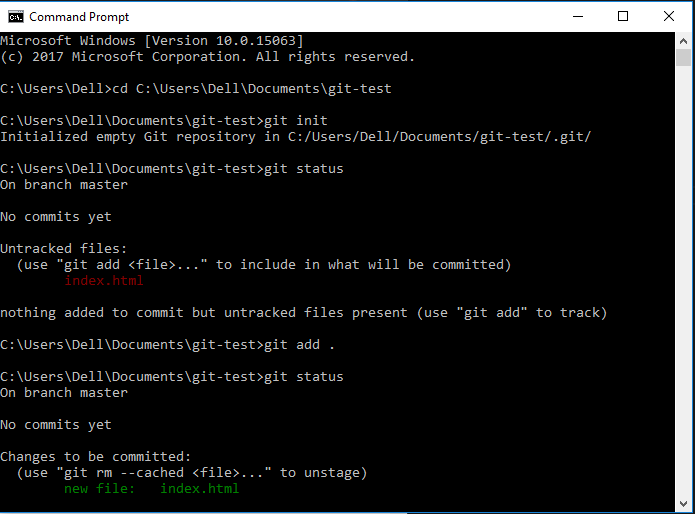 Command Prompt
Microsoft Windows [Version 10.0.15063]
(c) 2017 Microsoft Corporation. All rights reserved.
C:\Users\Dell>cd C:\Users\Dell\Documents\git-test
C:\Users\Dell\Documents\git-test>git init
Initialized empty Git repository in C:/Users/Dell/Documents/git-test/.git/
C:\Users\Dell\Documents\git-test>git status
On branch master
No commits yet
Untracked files:
  (use "git add <file>..." to include in what will be committed)
        index.html
nothing added to commit but untracked files present (use "git add" to track)
C:\Users\Dell\Documents\git-test>git add .
C:\Users\Dell\Documents\git-test>git status
On branch master
No commits yet
Changes to be committed:
  (use "git rm --cached <file>..." to unstage)
        new file:   index.html